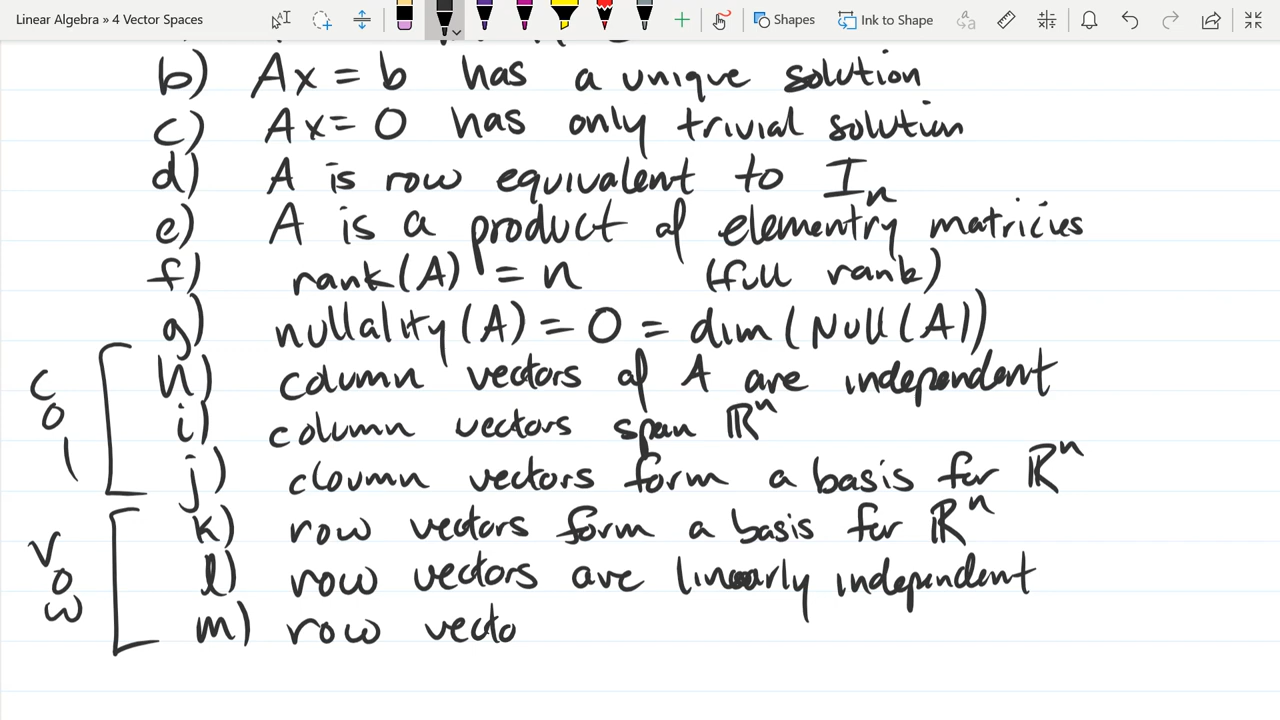 Linear Algebra » 4 Vector Spaces
Shapes
Ink to Shape
b) Ax = b has a unique solution
c) Ax = 0 has only trivial solution
d) A is row equivalent to Iₙ
e) A is a product of elementry matricies
f) rank(A) = n (full rank)
g) nullality(A) = 0 = dim(Null(A))
col
h) column vectors of A are independent
i) column vectors span ℝⁿ
j) cloumn vectors form a basis for ℝⁿ
row
k) row vectors form a basis for ℝⁿ
l) row vectors are linearly independent
m) row vecto